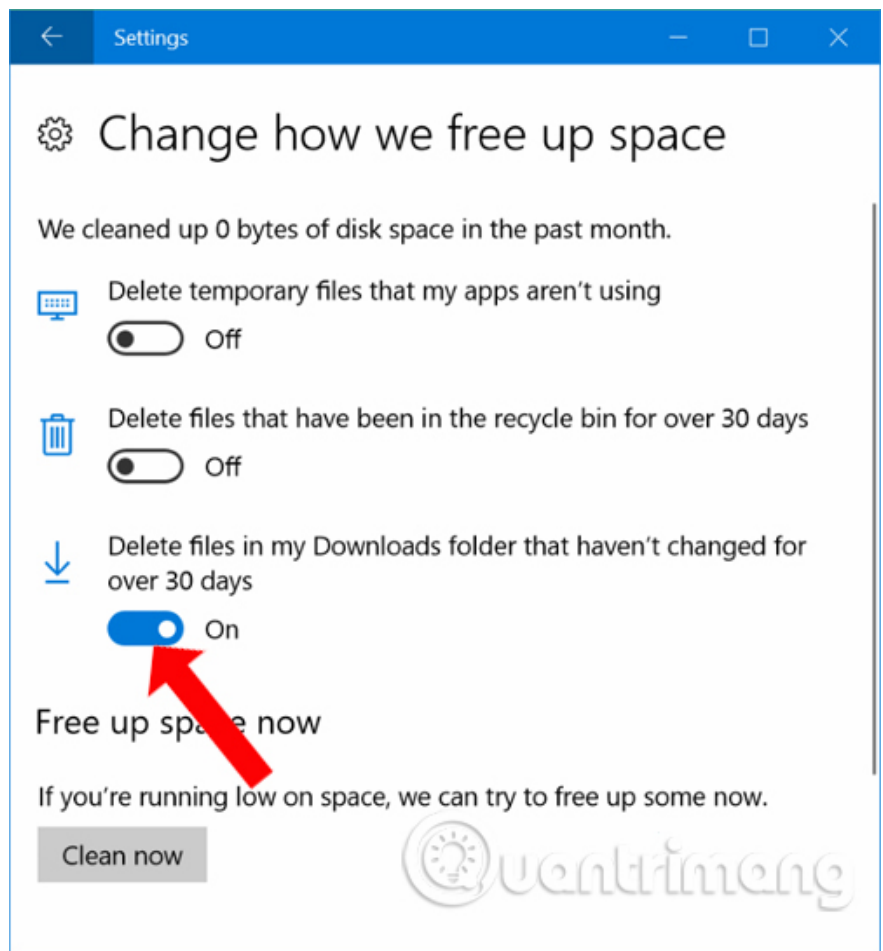 Settings
Change how we free up space
We cleaned up 0 bytes of disk space in the past month.
Delete temporary files that my apps aren't using
Off
Delete files that have been in the recycle bin for over 30 days
Off
Delete files in my Downloads folder that haven't changed for
over 30 days
On
Free up space now
If you're running low on space, we can try to free up some now.
Clean now
Quantrimang